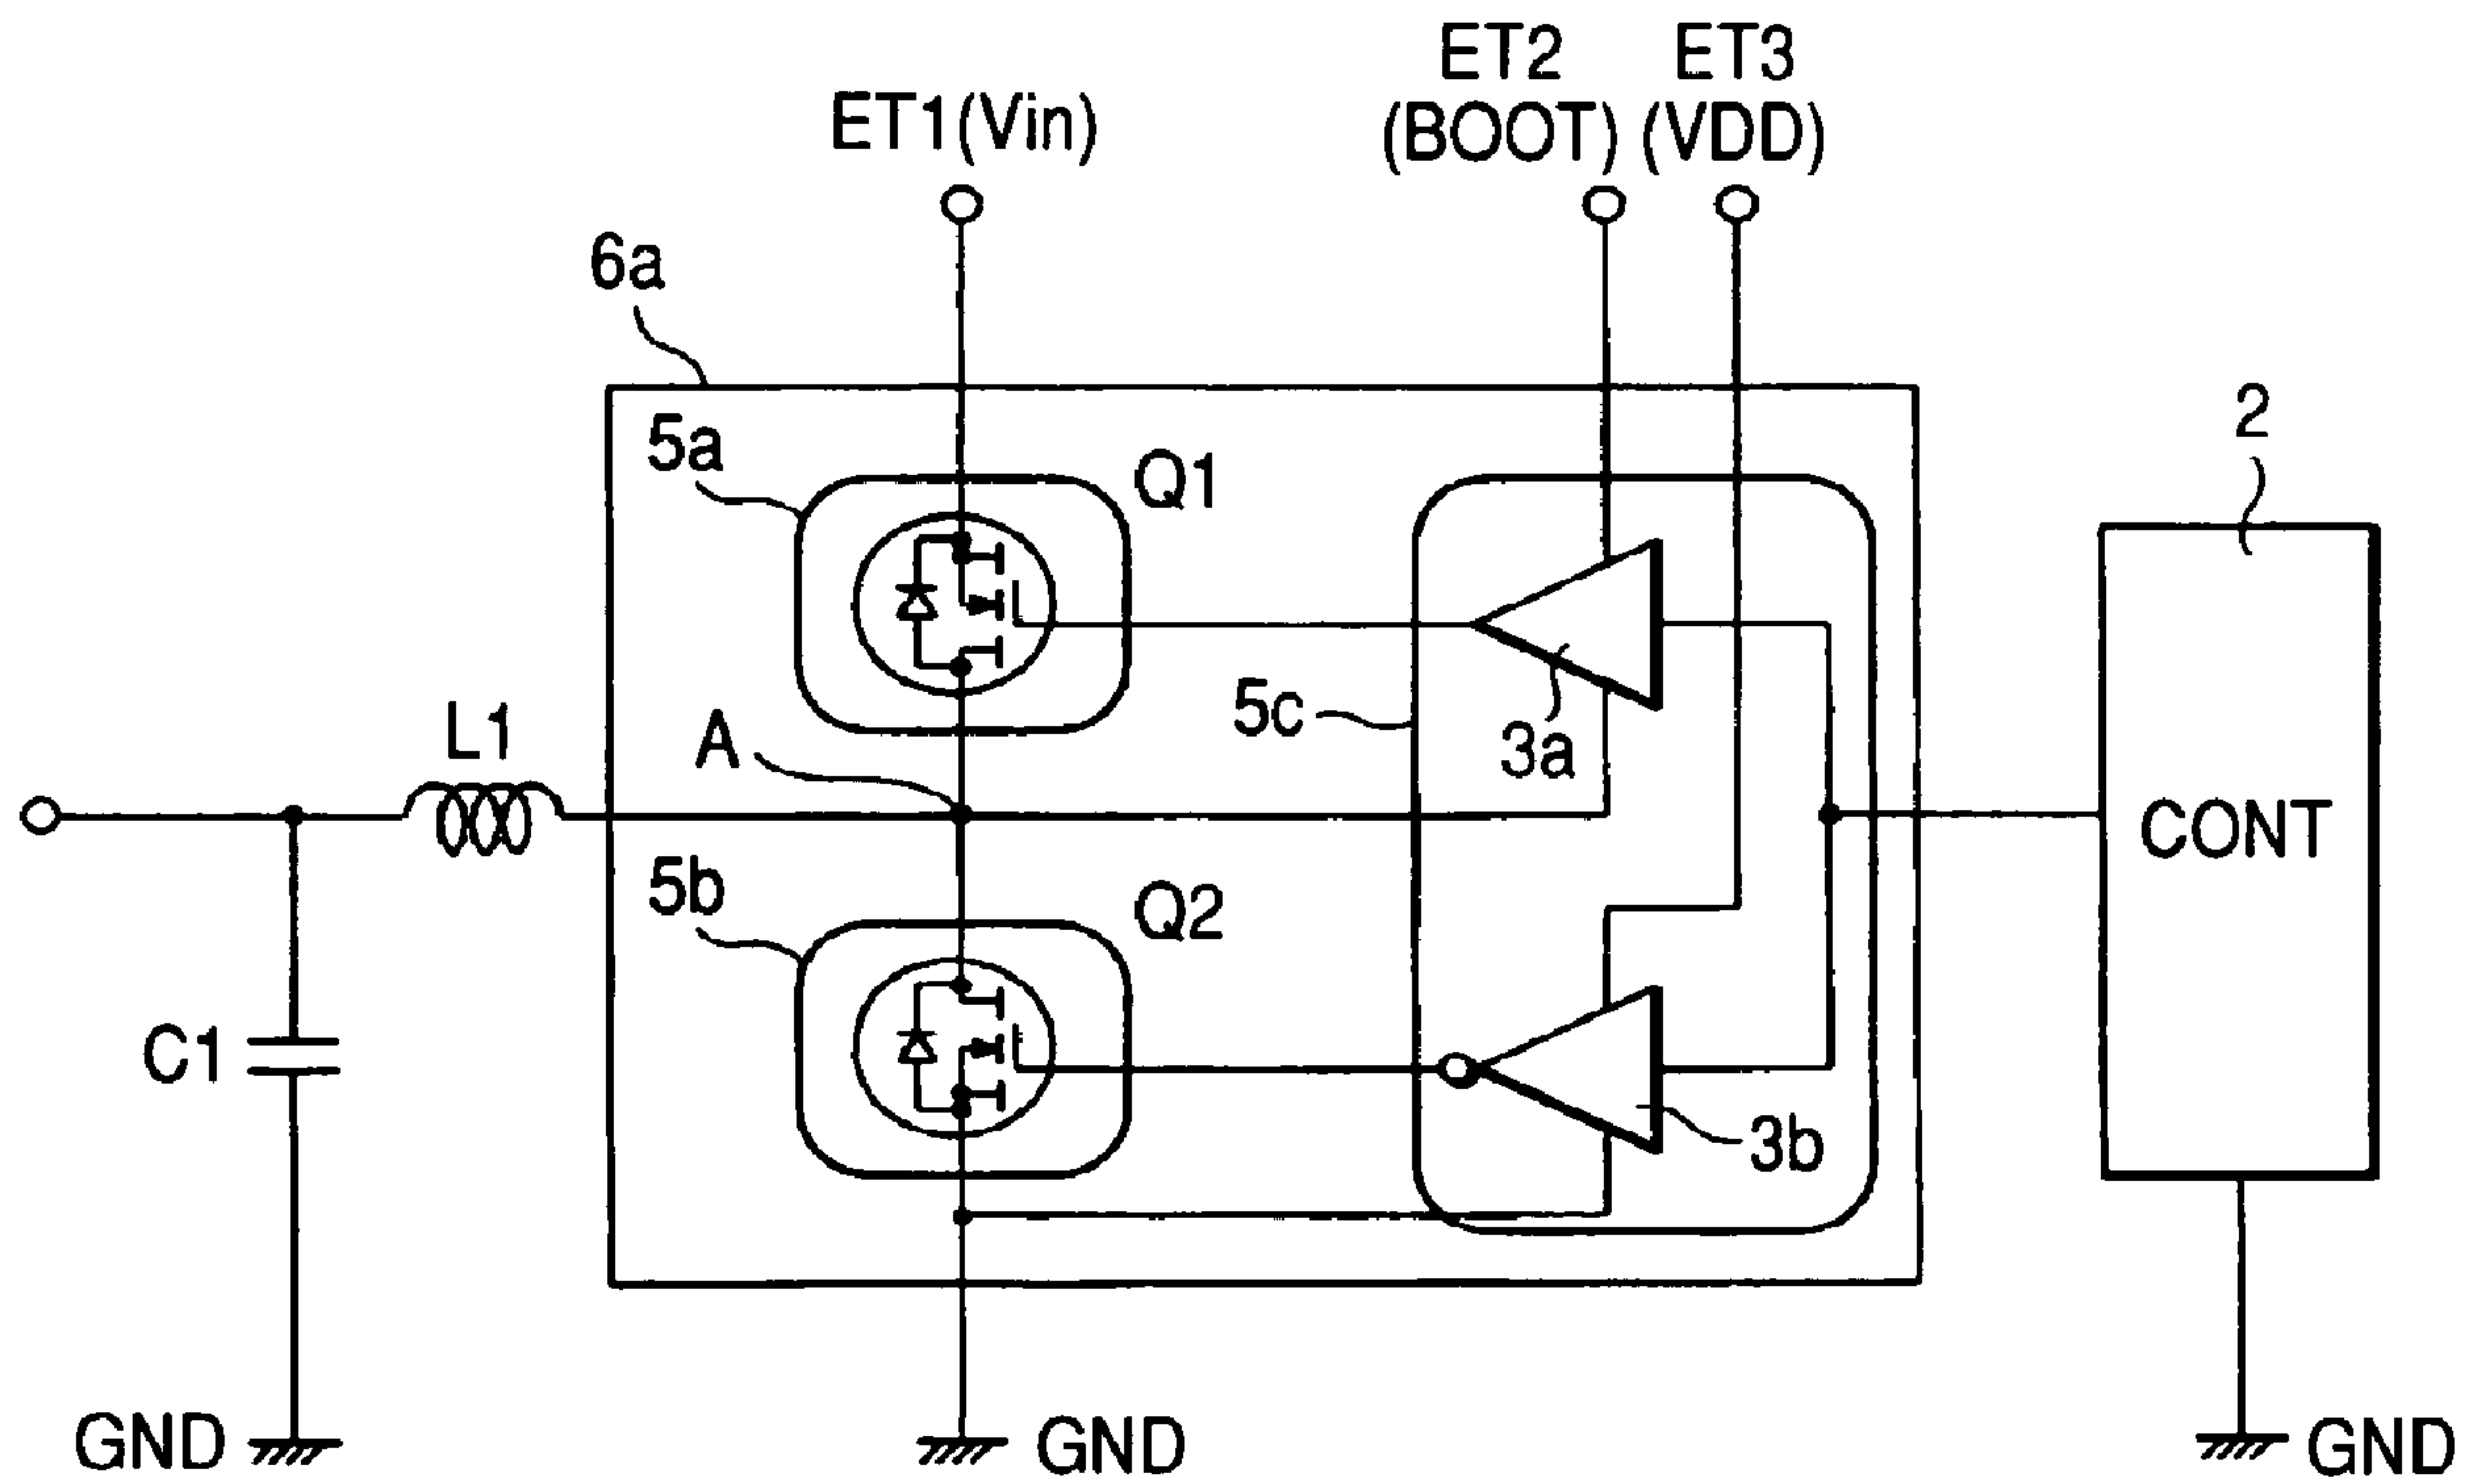 ET2
ET3
ET1(Vin)
(BOOT)
(VDD)
6a
5a
Q1
2
5c
3a
L1
A
CONT
5b
Q2
C1
3b
GND
GND
GND